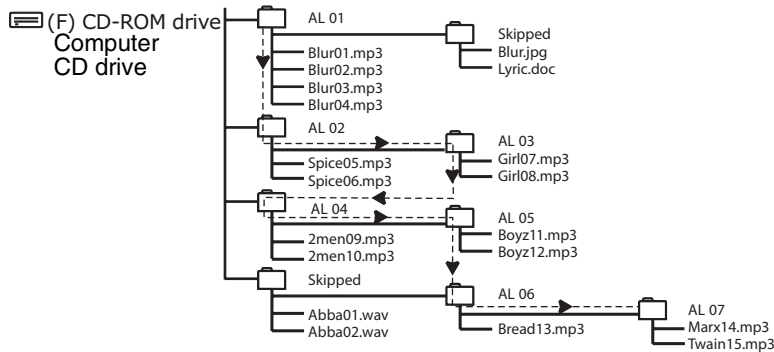 (F) CD-ROM drive
Computer
CD drive
AL 01
Blur01.mp3
Blur02.mp3
Blur03.mp3
Blur04.mp3
Skipped
Blur.jpg
Lyric.doc
AL 02
Spice05.mp3
Spice06.mp3
AL 03
Girl07.mp3
Girl08.mp3
AL 04
2men09.mp3
2men10.mp3
AL 05
Boyz11.mp3
Boyz12.mp3
Skipped
Abba01.wav
Abba02.wav
AL 06
Bread13.mp3
AL 07
Marx14.mp3
Twain15.mp3